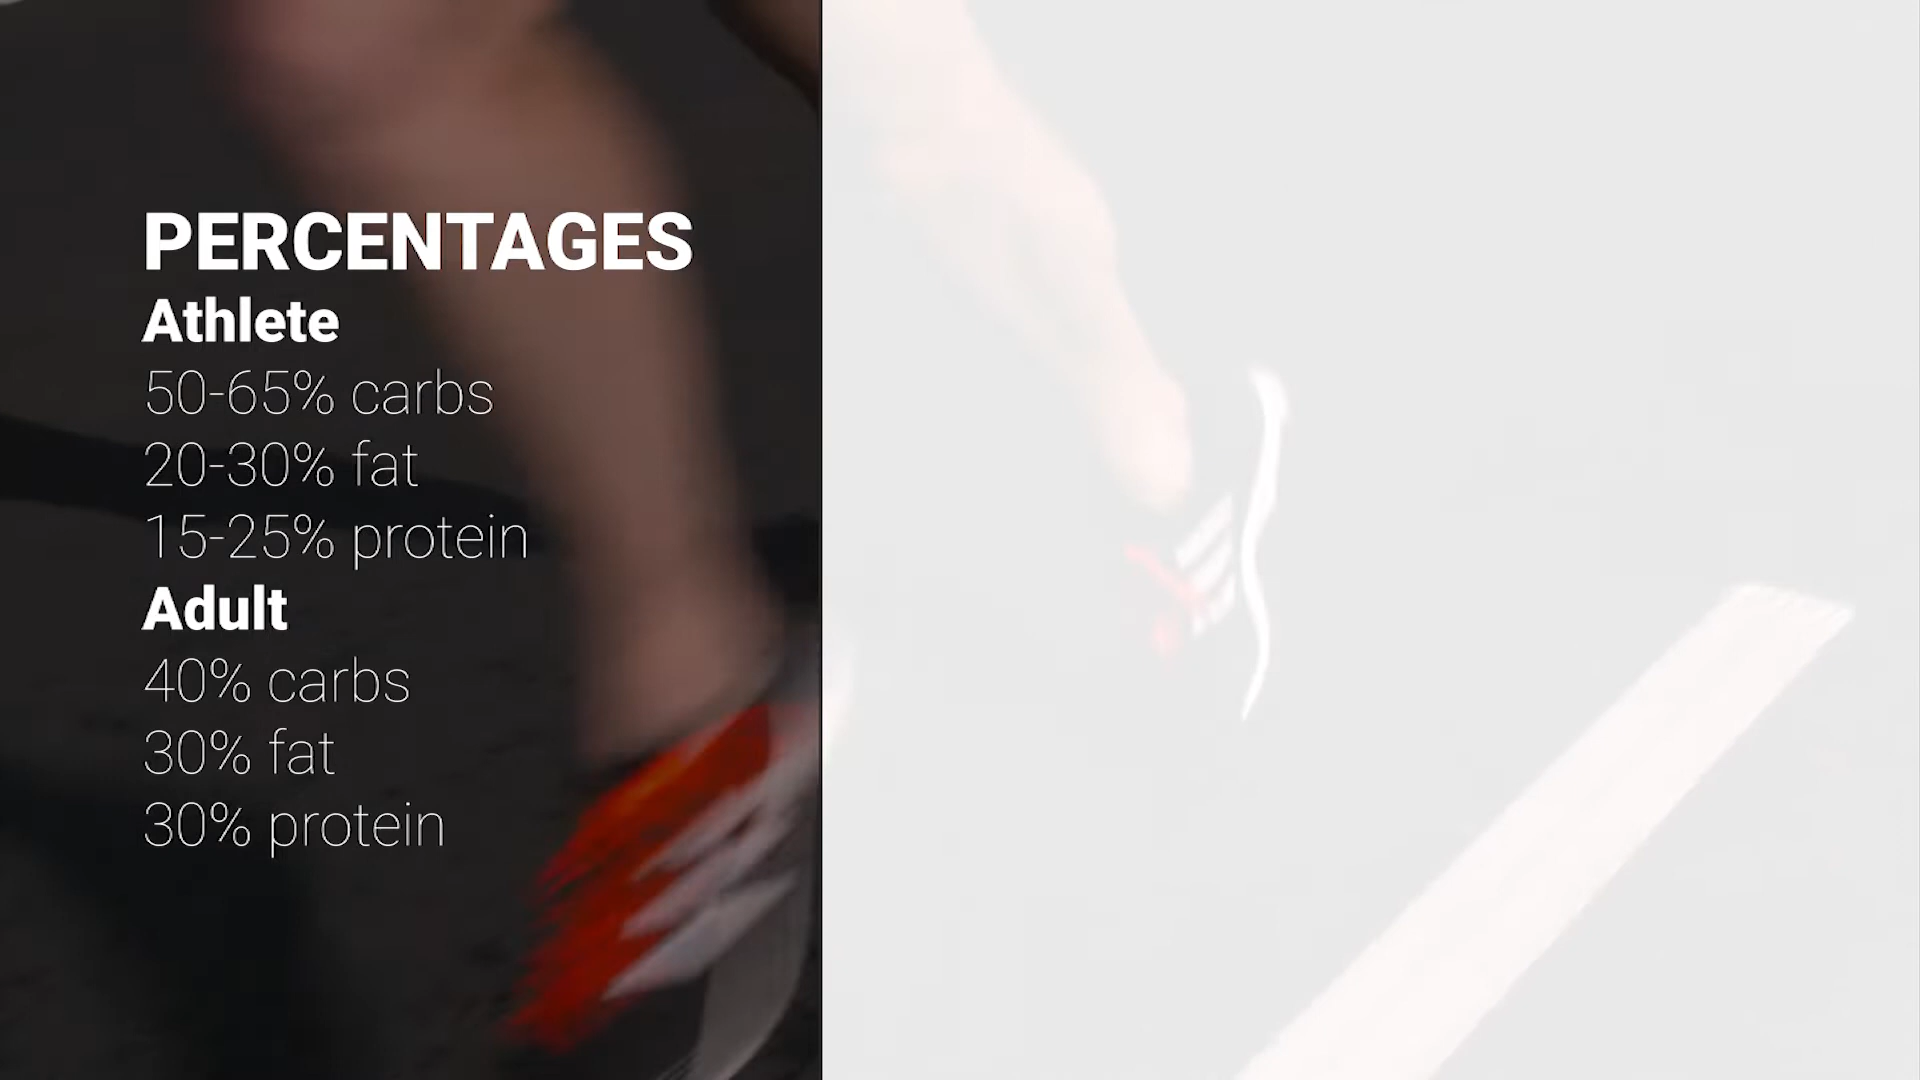 PERCENTAGES
Athlete
50-65% carbs
20-30% fat
15-25% protein
Adult
40% carbs
30% fat
30% protein